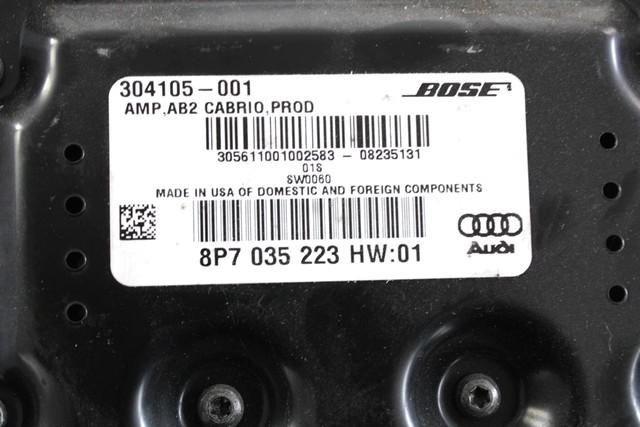 304105-001
BOSE
AMP,AB2 CABRIO,PROD
305611001002583 - 08235131
01S
SW0060
MADE IN USA OF DOMESTIC AND FOREIGN COMPONENTS
8P7 035 223 HW:01
Audi